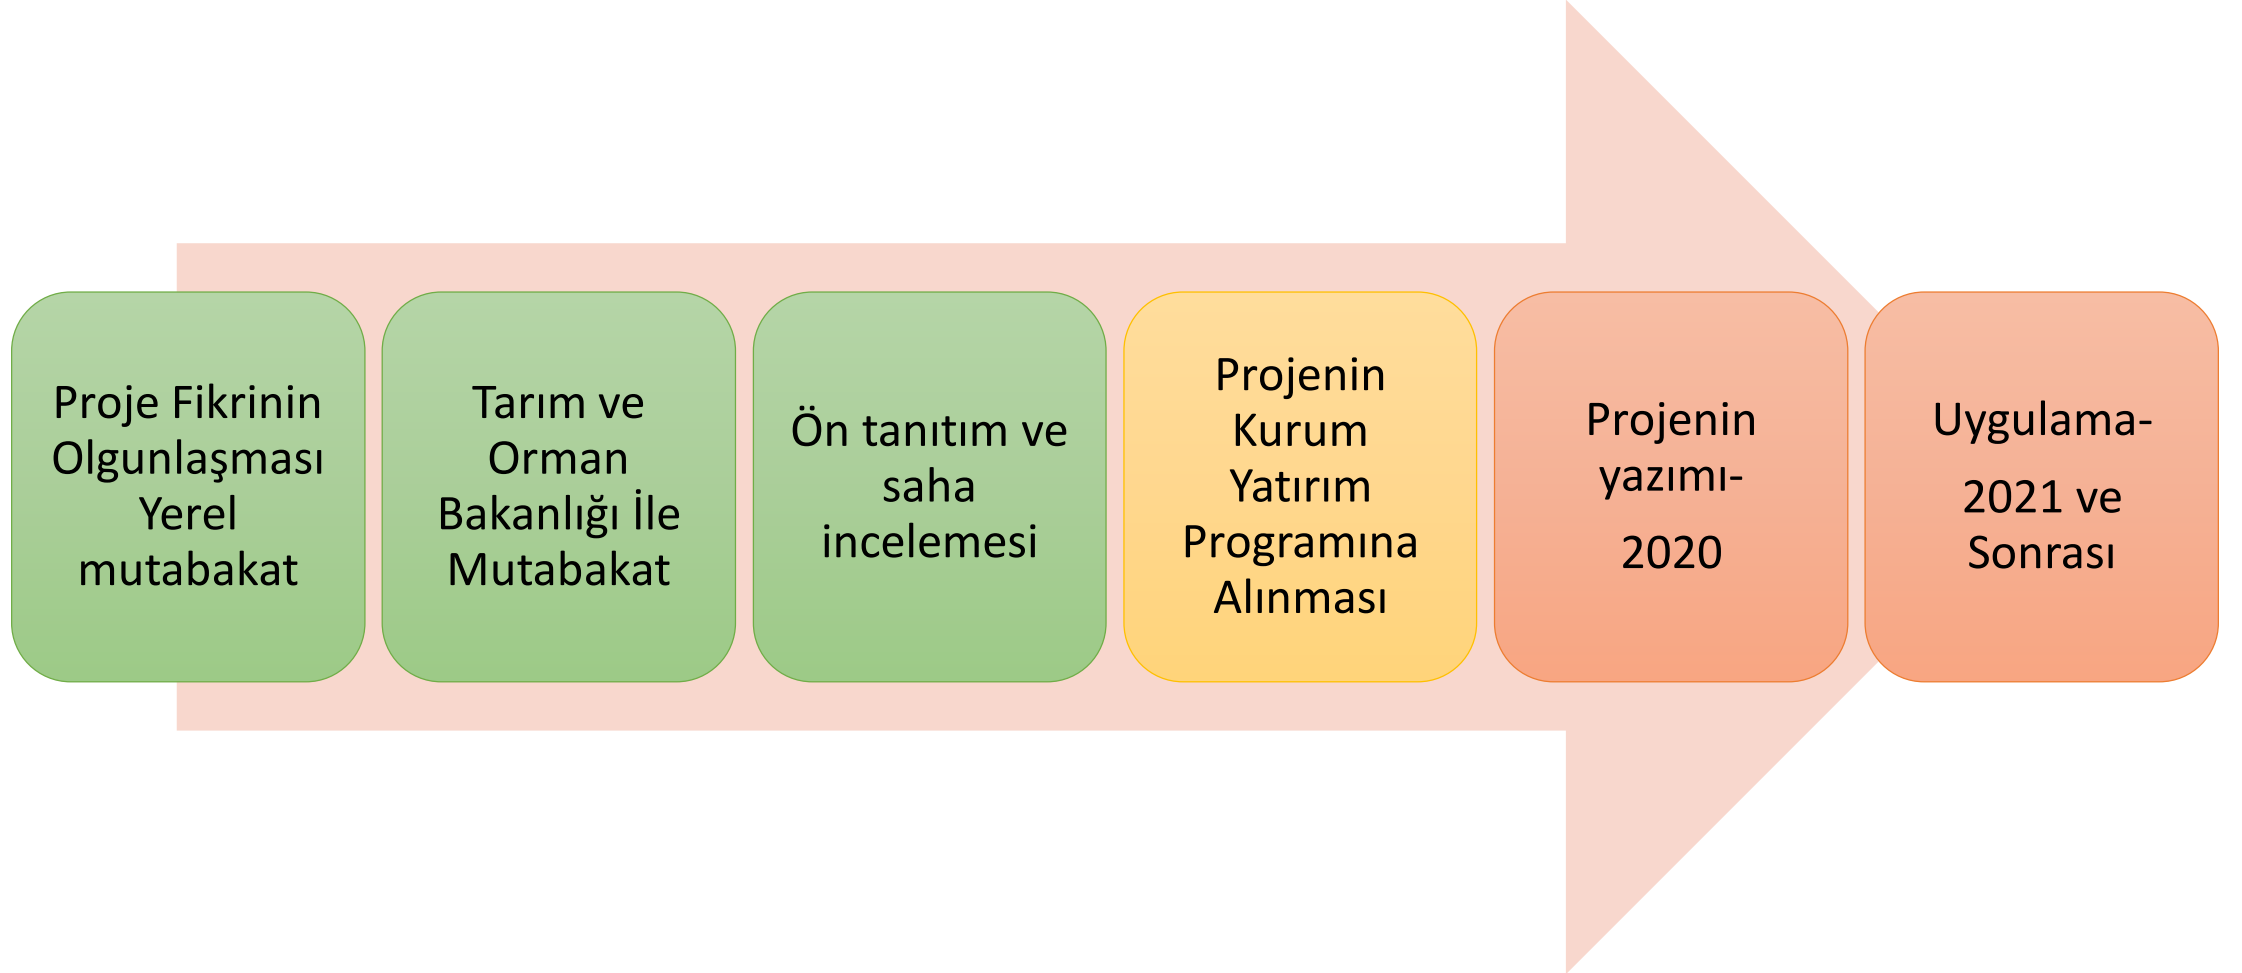 Proje Fikrinin
Olgunlaşması
Yerel
mutabakat
Tarım ve
Orman
Bakanlığı İle
Mutabakat
Ön tanıtım ve
saha
incelemesi
Projenin
Kurum
Yatırım
Programına
Alınması
Projenin
yazımı-
2020
Uygulama-
2021 ve
Sonrası